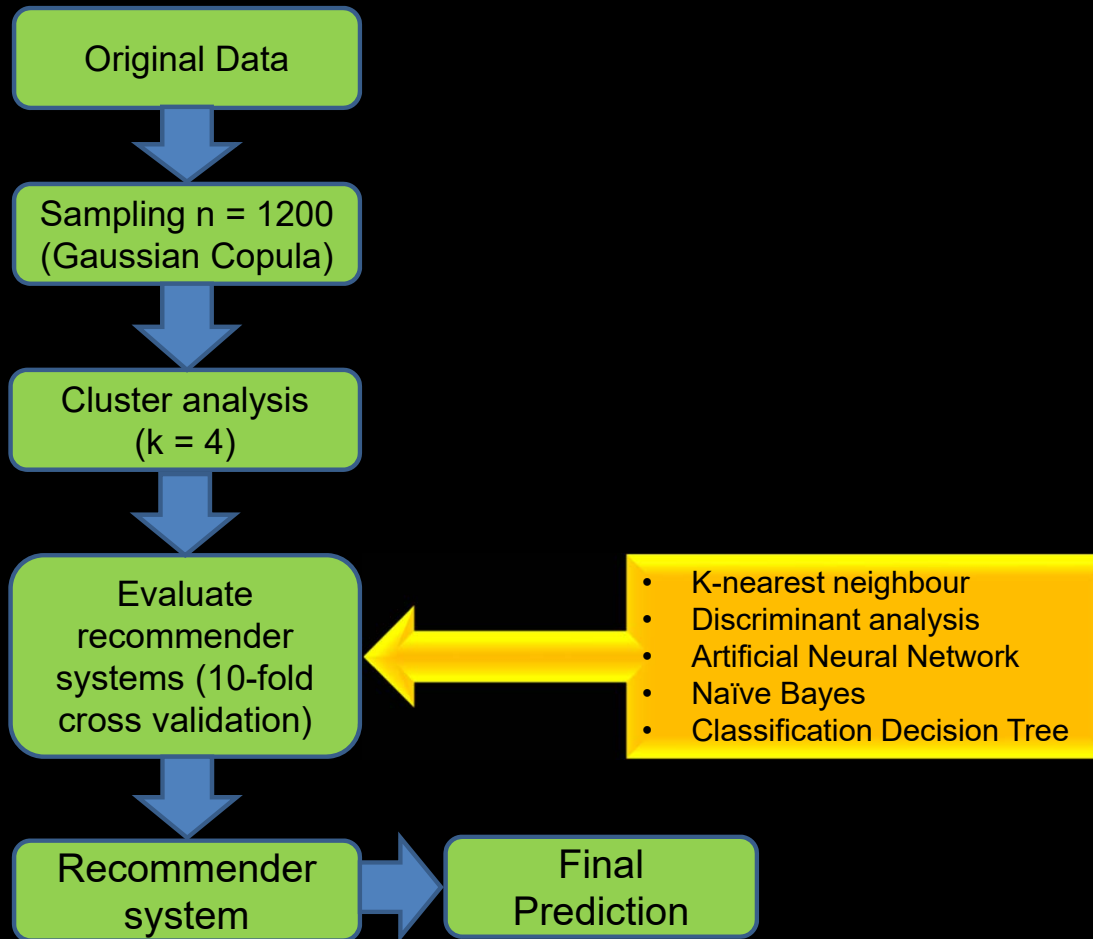 Original Data
Sampling n = 1200
(Gaussian Copula)
Cluster analysis
(k = 4)
Evaluate
recommender
systems (10-fold
cross validation)
• K-nearest neighbour
• Discriminant analysis
• Artificial Neural Network
• Naïve Bayes
• Classification Decision Tree
Recommender
system
Final
Prediction